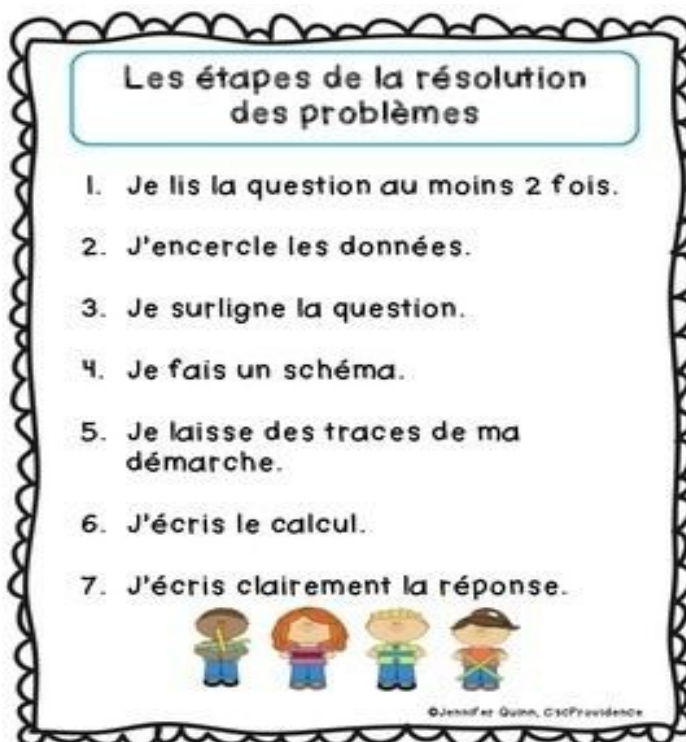 Les étapes de la résolution
des problèmes
1. Je lis la question au moins 2 fois.
2. J'encercle les données.
3. Je surligne la question.
4. Je fais un schéma.
5. Je laisse des traces de ma
démarche.
6. J'écris le calcul.
7. J'écris clairement la réponse.
©Jennifer Quinn, CSCProvidence